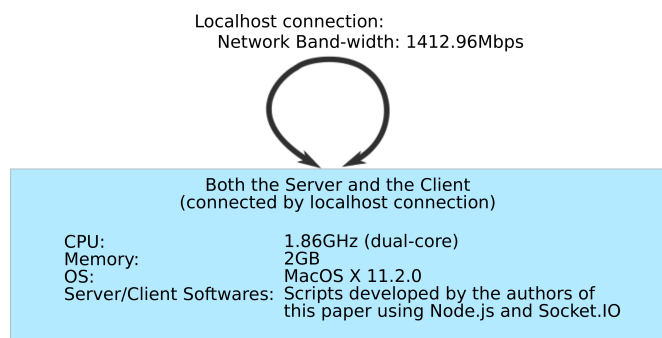 Localhost connection:
Network Band-width: 1412.96Mbps
Both the Server and the Client
(connected by localhost connection)
CPU: 1.86GHz (dual-core)
Memory: 2GB
OS: MacOS X 11.2.0
Server/Client Softwares: Scripts developed by the authors of
this paper using Node.js and Socket.IO